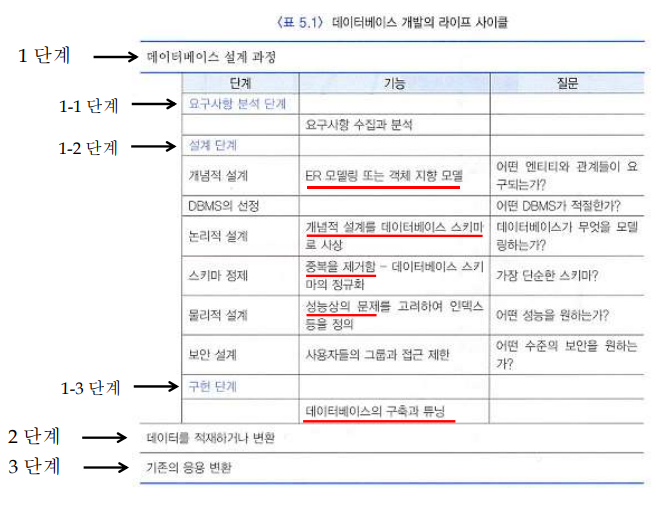 〈표 5.1〉 데이터베이스 개발의 라이프 사이클
1 단계
데이터베이스 설계 과정
단계 기능 질문
1-1 단계
요구사항 분석 단계
요구사항 수집과 분석
1-2 단계
설계 단계
개념적 설계
ER 모델링 또는 객체 지향 모델
어떤 엔티티와 관계들이 요
구되는가?
DBMS의 선정
어떤 DBMS가 적절한가?
논리적 설계
개념적 설계를 데이터베이스 스키마
로 사상
데이터베이스가 무엇을 모델
링하는가?
스키마 정제
중복을 제거함 – 데이터베이스 스키
마의 정규화
가장 단순한 스키마?
물리적 설계
성능상의 문제를 고려하여 인덱스
등을 정의
어떤 성능을 원하는가?
보안 설계
사용자들의 그룹과 접근 제한
어떤 수준의 보안을 원하는
가?
1-3 단계
구현 단계
데이터베이스의 구축과 튜닝
2 단계
데이터를 적재하거나 변환
3 단계
기존의 응용 변환